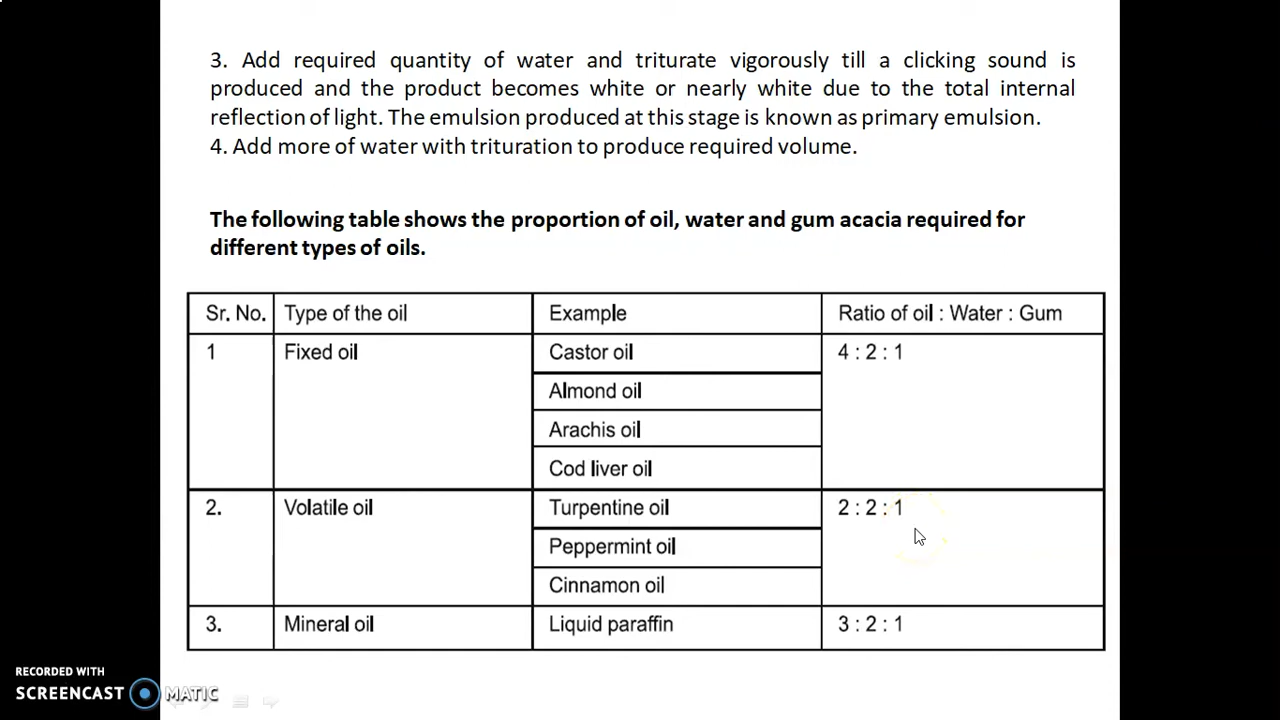 3. Add required quantity of water and triturate vigorously till a clicking sound is
produced and the product becomes white or nearly white due to the total internal
reflection of light. The emulsion produced at this stage is known as primary emulsion.
4. Add more of water with trituration to produce required volume.
The following table shows the proportion of oil, water and gum acacia required for
different types of oils.
Sr. No. Type of the oil Example Ratio of oil : Water : Gum
1 Fixed oil Castor oil 4 : 2 : 1
Almond oil
Arachis oil
Cod liver oil
2. Volatile oil Turpentine oil 2 : 2 : 1
Peppermint oil
Cinnamon oil
3. Mineral oil Liquid paraffin 3 : 2 : 1
RECORDED WITH
SCREENCAST MATIC